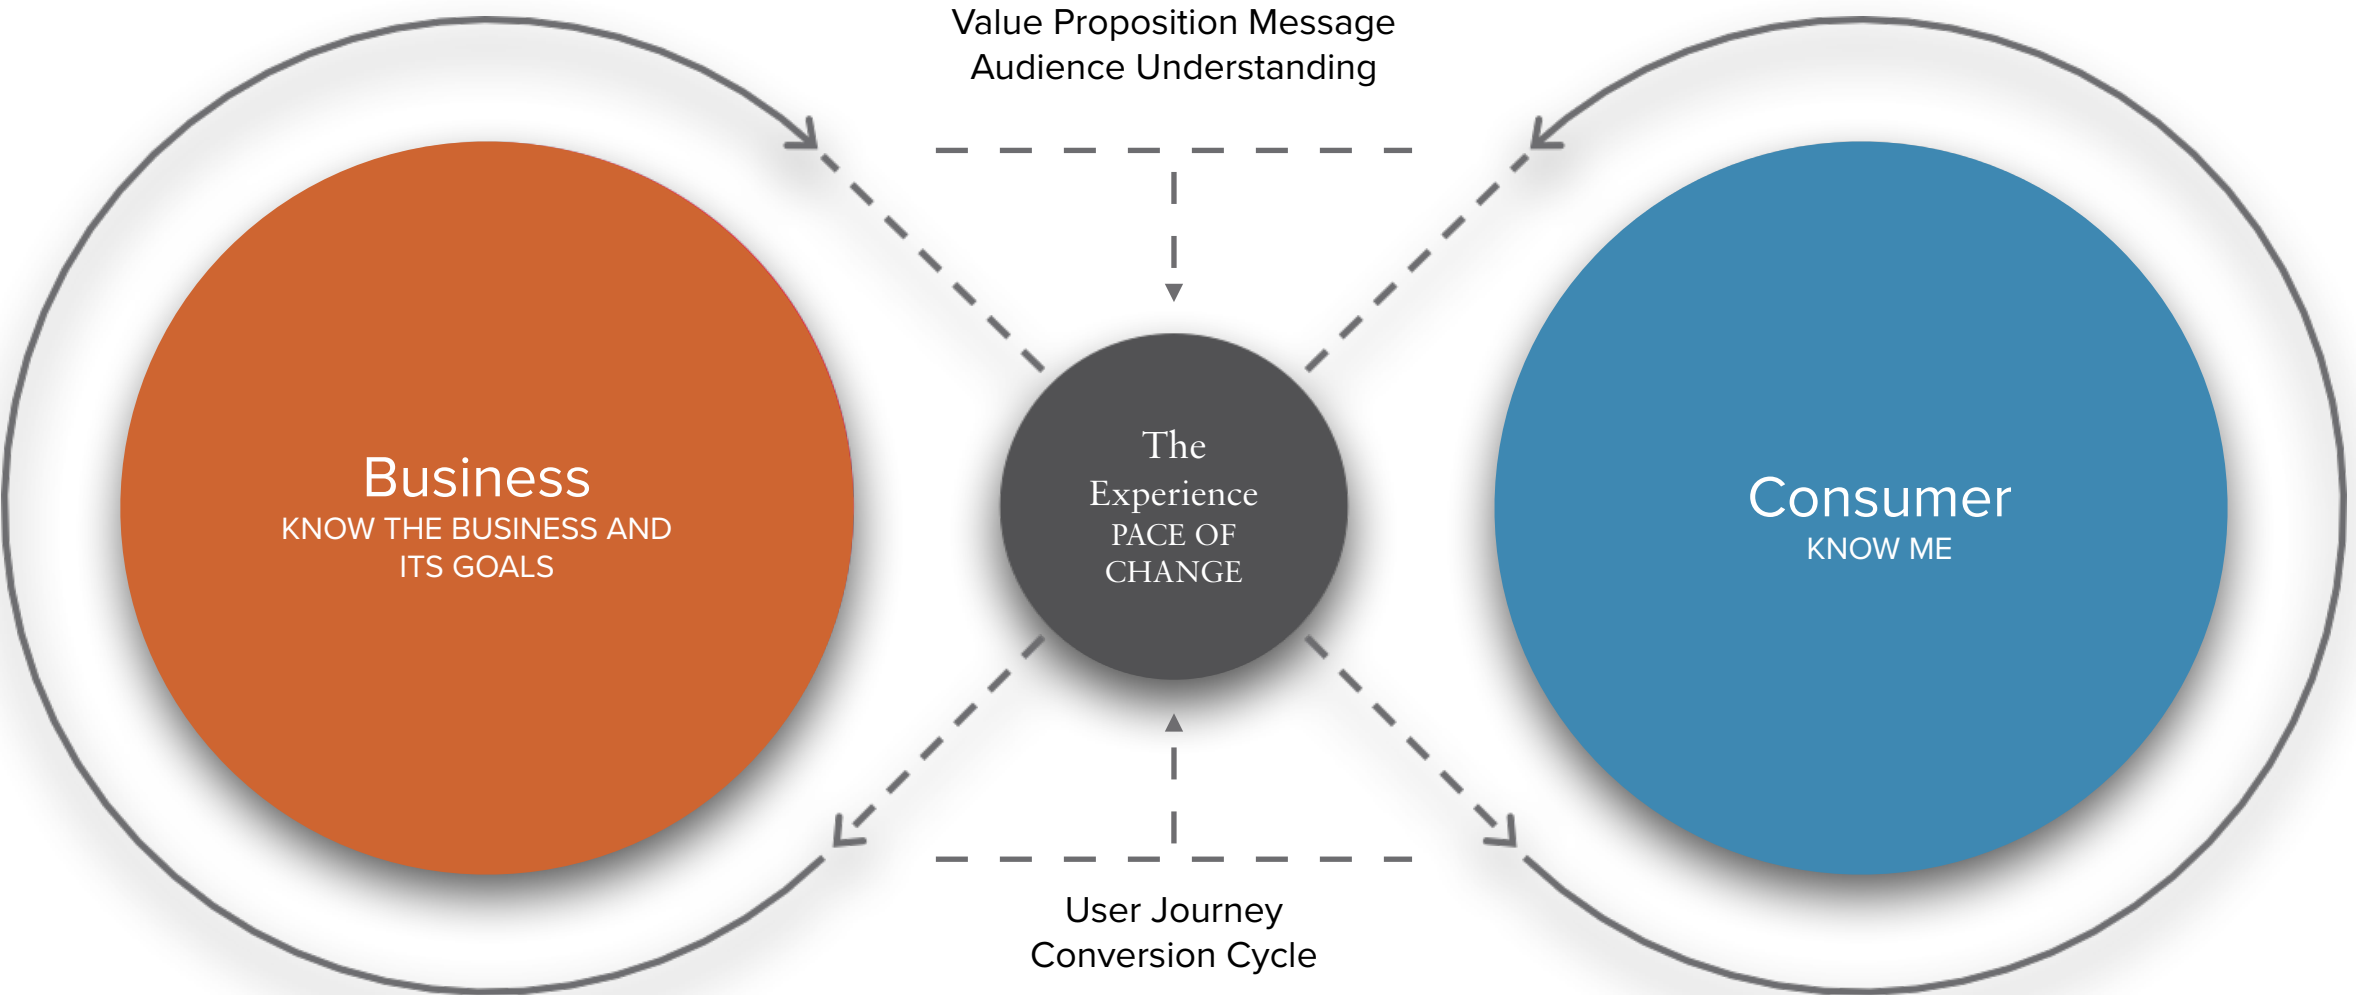 Value Proposition Message
Audience Understanding
Business
KNOW THE BUSINESS AND
ITS GOALS
The
Experience
PACE OF
CHANGE
Consumer
KNOW ME
User Journey
Conversion Cycle